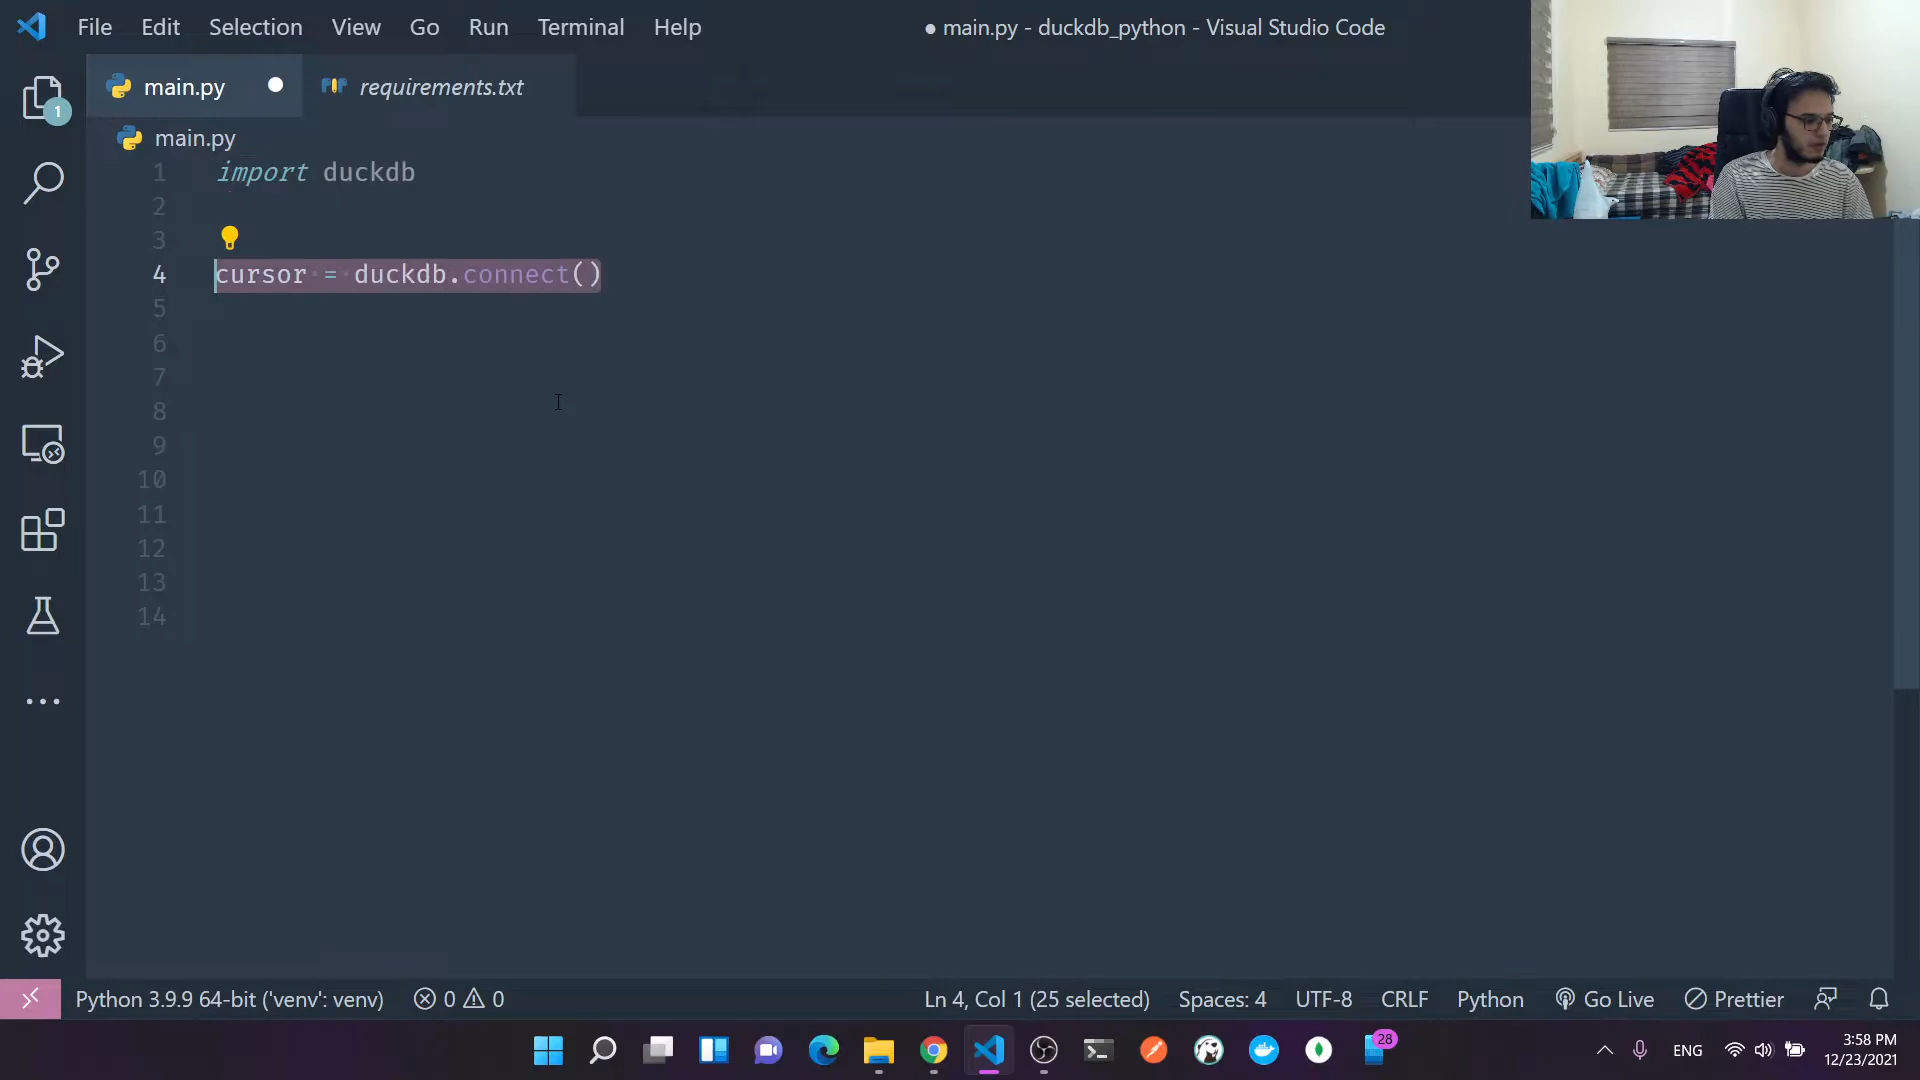 File Edit Selection View Go Run Terminal Help
● main.py - duckdb_python - Visual Studio Code
main.py
requirements.txt
1
main.py
1 import duckdb
2
3
4 cursor = duckdb.connect()
5
6
7
8
9
10
11
12
13
14
Python 3.9.9 64-bit ('venv': venv) 0 0 Ln 4, Col 1 (25 selected) Spaces: 4 UTF-8 CRLF Python Go Live Prettier
28
ENG
3:58 PM
12/23/2021